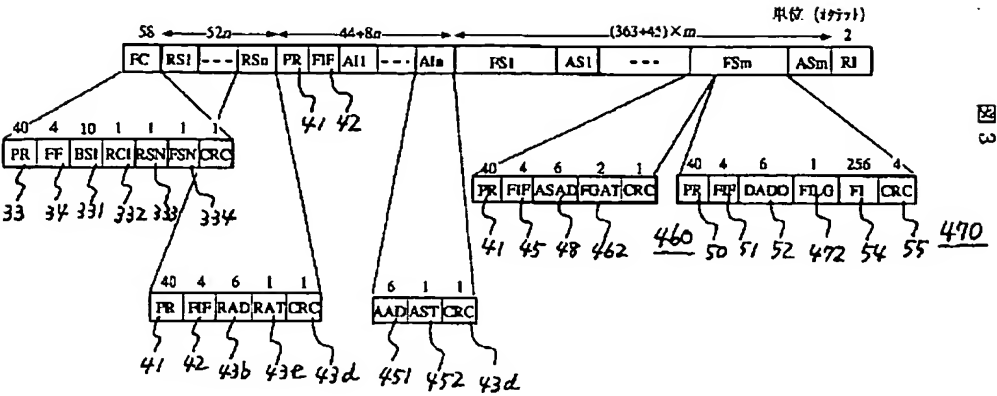 単位 (オクテット)
58 52n 44+8n (363+45)×m 2
FC RS1 --- RSn PR FIF AI1 --- AIn FS1 AS1 --- FSm ASm RI
41 42
図3
40 4 10 1 1 1 1
PR FF BSI RCI RSN FSN CRC
33 34 331 332 333 334
40 4 6 2 1
PR FIF ASAD FGAT CRC
41 45 48 462 460
40 4 6 1 256 4
PR FIF DADD FILG FI CRC
50 51 52 472 54 55 470
40 4 6 1 1
PR FIF RAD RAT CRC
41 42 43b 43e 43d
6 1 1
AAD AST CRC
451 452 43d